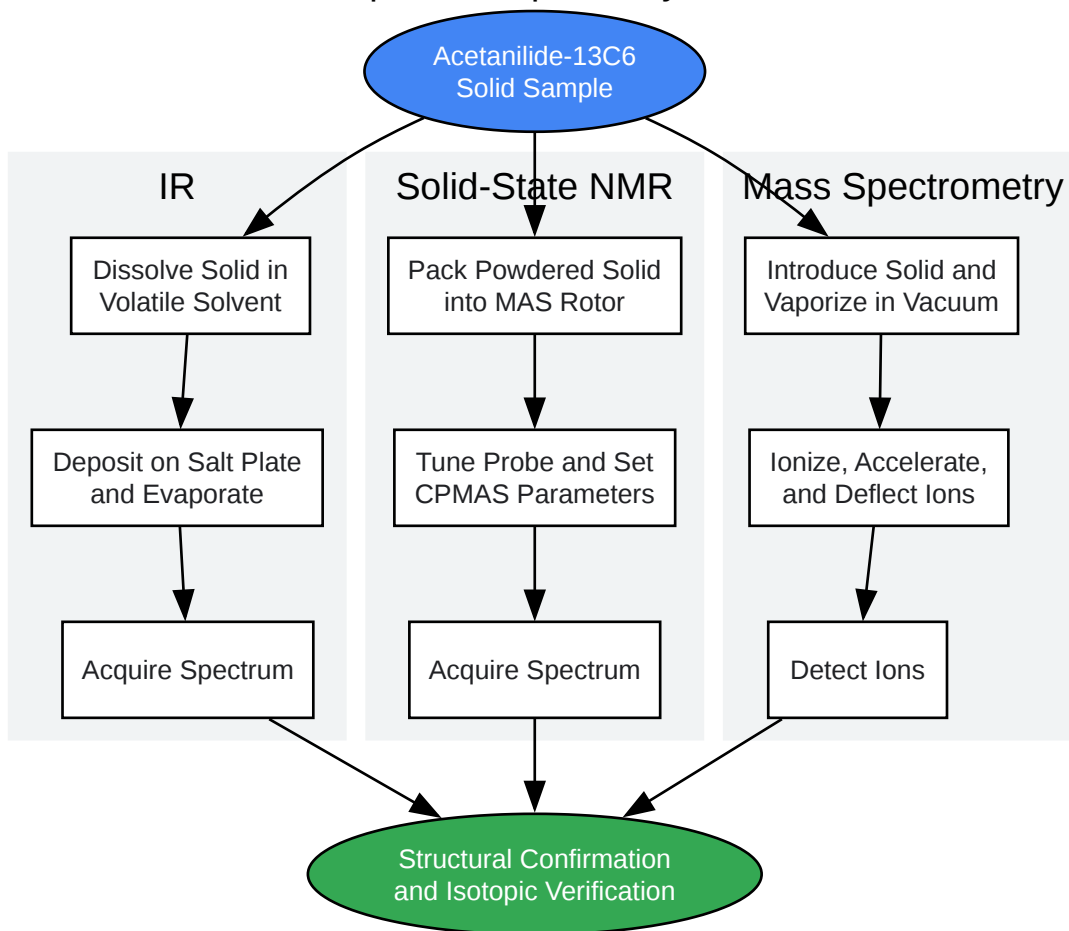 Acetanilide-13C6
Solid Sample
IR
Solid-State NMR
Mass Spectrometry
Dissolve Solid in
Volatile Solvent
Pack Powdered Solid
into MAS Rotor
Introduce Solid and
Vaporize in Vacuum
Deposit on Salt Plate
and Evaporate
Tune Probe and Set
CPMAS Parameters
Ionize, Accelerate,
and Deflect Ions
Acquire Spectrum
Acquire Spectrum
Detect Ions
Structural Confirmation
and Isotopic Verification